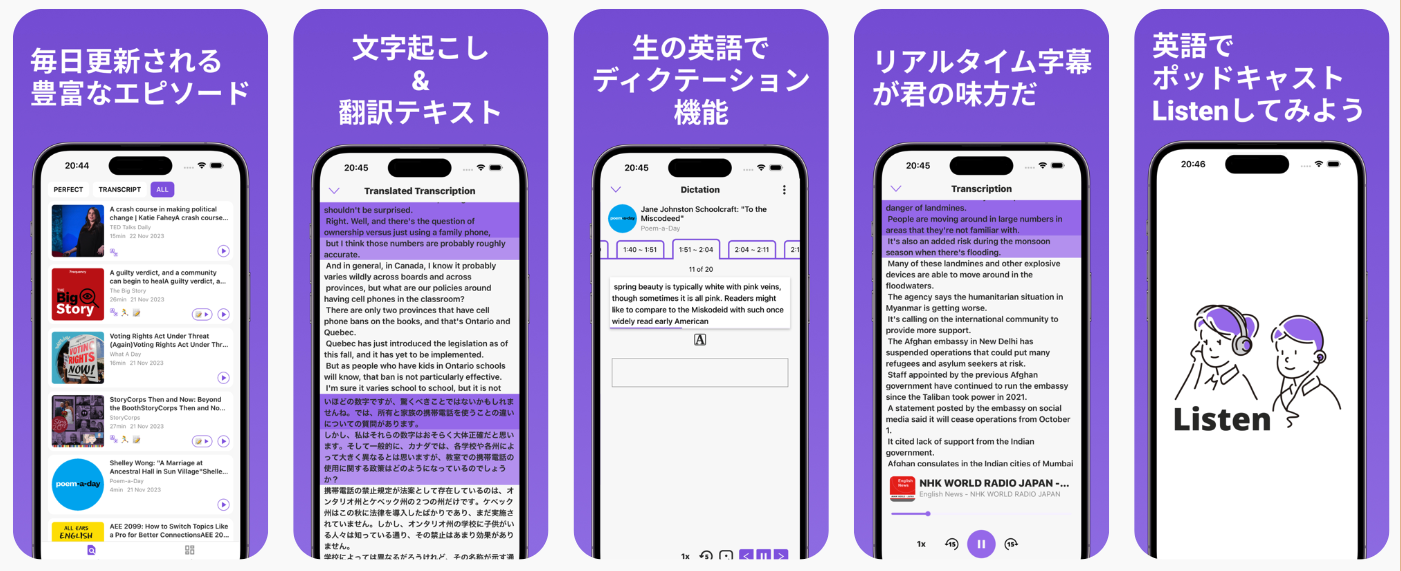 毎日更新される
豊富なエピソード
20:44
PERFECT
TRANSCRIPT
ALL
A crash course in making political
change | Katie FaheyA crash course...
TED Talks Daily
15min 22 Nov 2023
Frequency
The
Big
Story
A guilty verdict, and a community
can begin to healA guilty verdict, a...
The Big Story
26min 21 Nov 2023
VOTING
RIGHTS
NOW!
Voting Rights Act Under Threat
(Again)Voting Rights Act Under Thr...
What A Day
16min 21 Nov 2023
StoryCorps Then and Now: Beyond
the BoothStoryCorps Then and No...
StoryCorps
27min 21 Nov 2023
poem-a-day
Shelley Wong: "A Marriage at
Ancestral Hall in Sun Village"Shelle...
Poem-a-Day
4min 21 Nov 2023
ALL EARS
ENGLISH
AEE 2099: How to Switch Topics Like
a Pro for Better ConnectionsAEE 20...
文字起こし
&
翻訳テキスト
20:45
Translated Transcription
shouldn't be surprised.
Right. Well, and there's the question of
ownership versus just using a family phone,
but I think those numbers are probably roughly
accurate.
And in general, in Canada, I know it probably
varies wildly across boards and across
provinces, but what are our policies around
having cell phones in the classroom?
There are only two provinces that have cell
phone bans on the books, and that's Ontario and
Quebec.
Quebec has just introduced the legislation as of
this fall, and it has yet to be implemented.
But as people who have kids in Ontario schools
will know, that ban is not particularly effective.
I'm sure it varies school to school, but it is not
いほどの数字ですが、驚くべきことではないかもしれま
せんね。では、所有と家族の携帯電話を使うことの違い
についての質問があります。
しかし、私はそれらの数字はおそらく大体正確だと思い
ます。そして一般的に、カナダでは、各学校や各州によ
って大きく異なるとは思いますが、教室での携帯電話の
使用に関する政策はどのようになっているのでしょう
か？
携帯電話の禁止規定が法案として存在しているのは、オ
ンタリオ州とケベック州の２つの州だけです。ケベック
州はこの秋に法律を導入したばかりであり、まだ実施さ
れていません。しかし、オンタリオ州の学校に子供がい
る人々は知っている通り、その禁止はあまり効果があり
ません。
学校によっては異なるだろうけれど、その名称が示す通
生の英語で
ディクテーション
機能
20:45
Dictation
poem-a-day
Jane Johnston Schoolcraft: "To the
Miscodeed"
Poem-a-Day
1:40 ~ 1:51
1:51 ~ 2:04
2:04 ~ 2:11
2:1
11 of 20
spring beauty is typically white with pink veins,
though sometimes it is all pink. Readers might
like to compare to the Miskodeid with such once
widely read early American
A
1x
5
リアルタイム字幕
が君の味方だ
20:45
Transcription
danger of landmines.
People are moving around in large numbers in
areas that they're not familiar with.
It's also an added risk during the monsoon
season when there's flooding.
Many of these landmines and other explosive
devices are able to move around in the
floodwaters.
The agency says the humanitarian situation in
Myanmar is getting worse.
It's calling on the international community to
provide more support.
The Afghan embassy in New Delhi has
suspended operations that could put many
refugees and asylum seekers at risk.
Staff appointed by the previous Afghan
government have continued to run the embassy
since the Taliban took power in 2021.
A statement posted by the embassy on social
media said it will cease operations from October
1.
It cited lack of support from the Indian
government.
Afghan consulates in the Indian cities of Mumbai
English
News
NHK WORLD RADIO JAPAN -...
English News - NHK WORLD RADIO JAPAN
1x
15
15
英語で
ポッドキャスト
Listenしてみよう
20:46
Listen